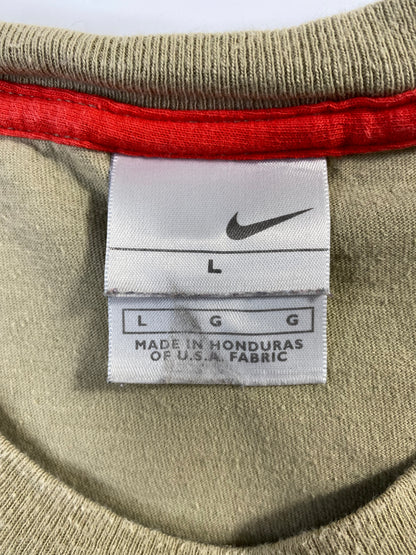 L
L G G
MADE IN HONDURAS
OF U.S.A. FABRIC